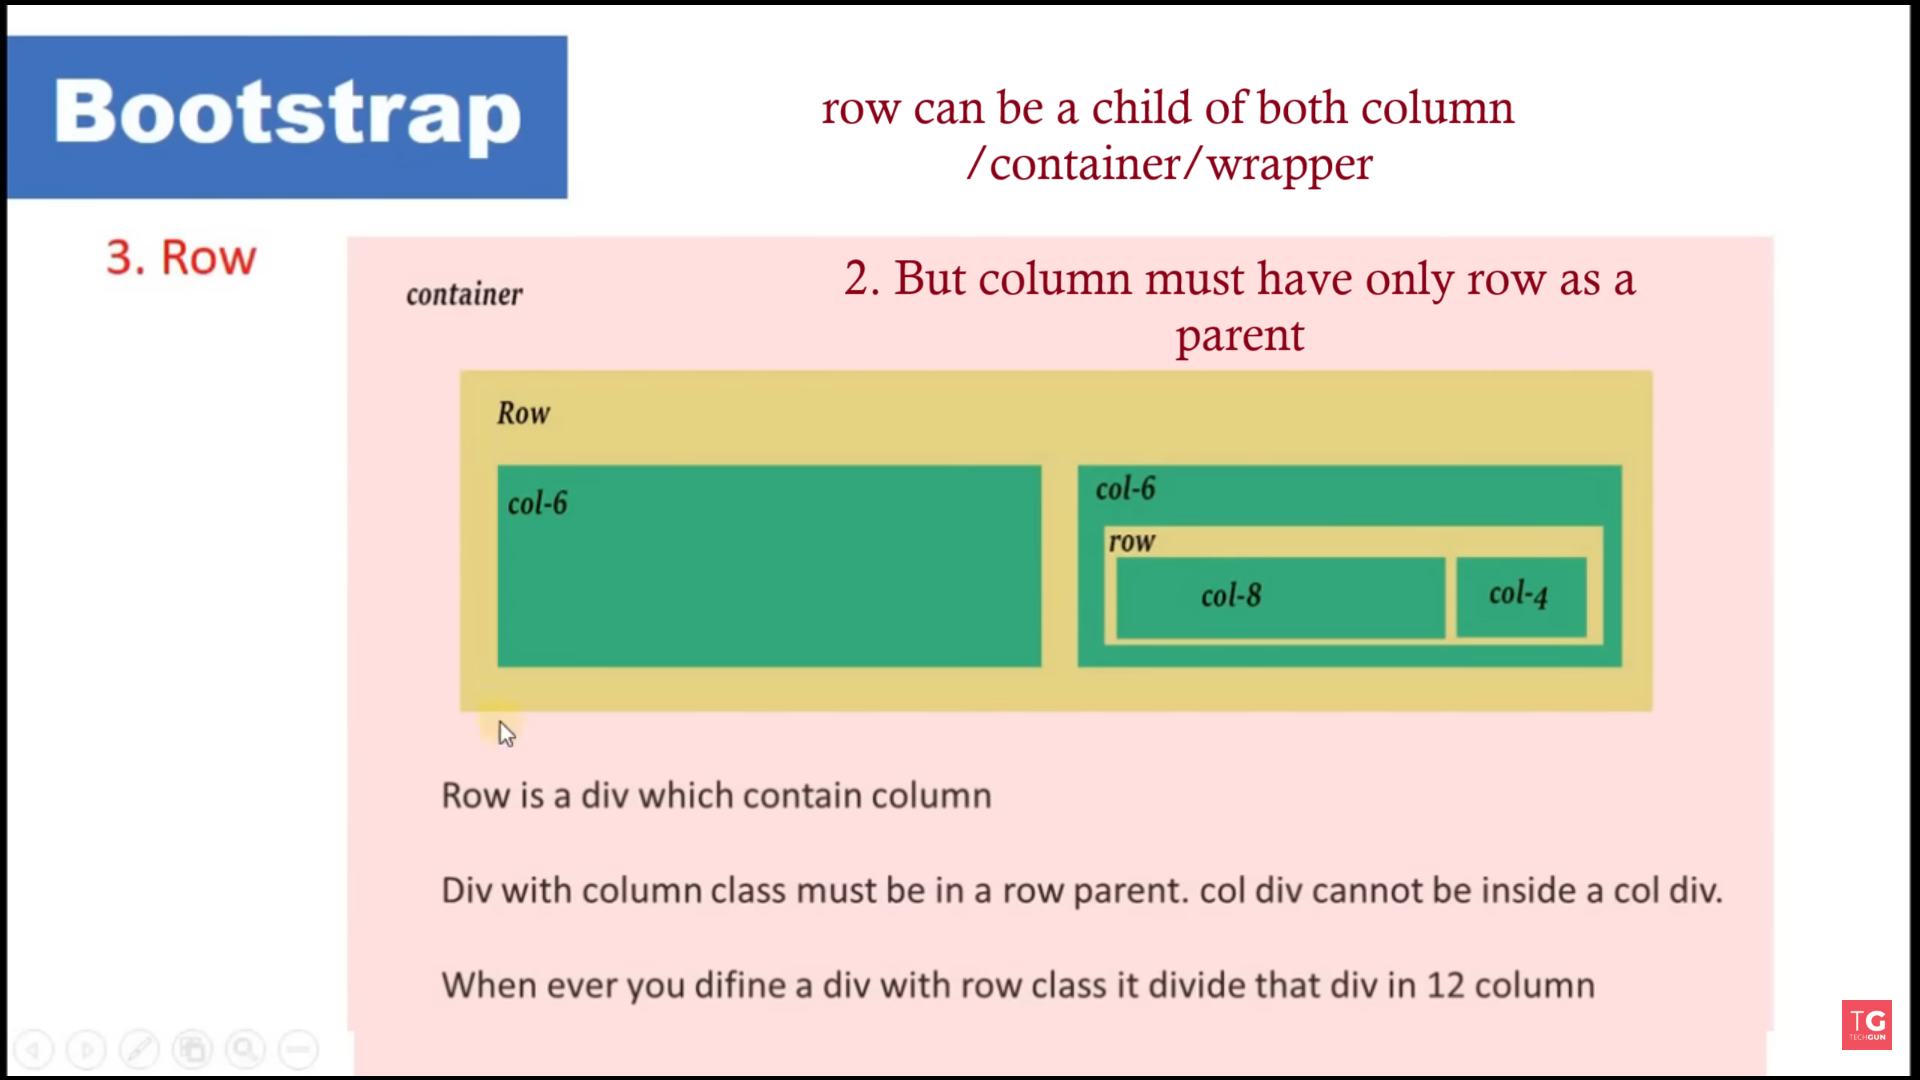 Bootstrap
row can be a child of both column
/container/wrapper
3. Row
container
2. But column must have only row as a
parent
Row
col-6
col-6
row
col-8
col-4
Row is a div which contain column
Div with column class must be in a row parent. col div cannot be inside a col div.
When ever you difine a div with row class it divide that div in 12 column
TG
TECHGUN